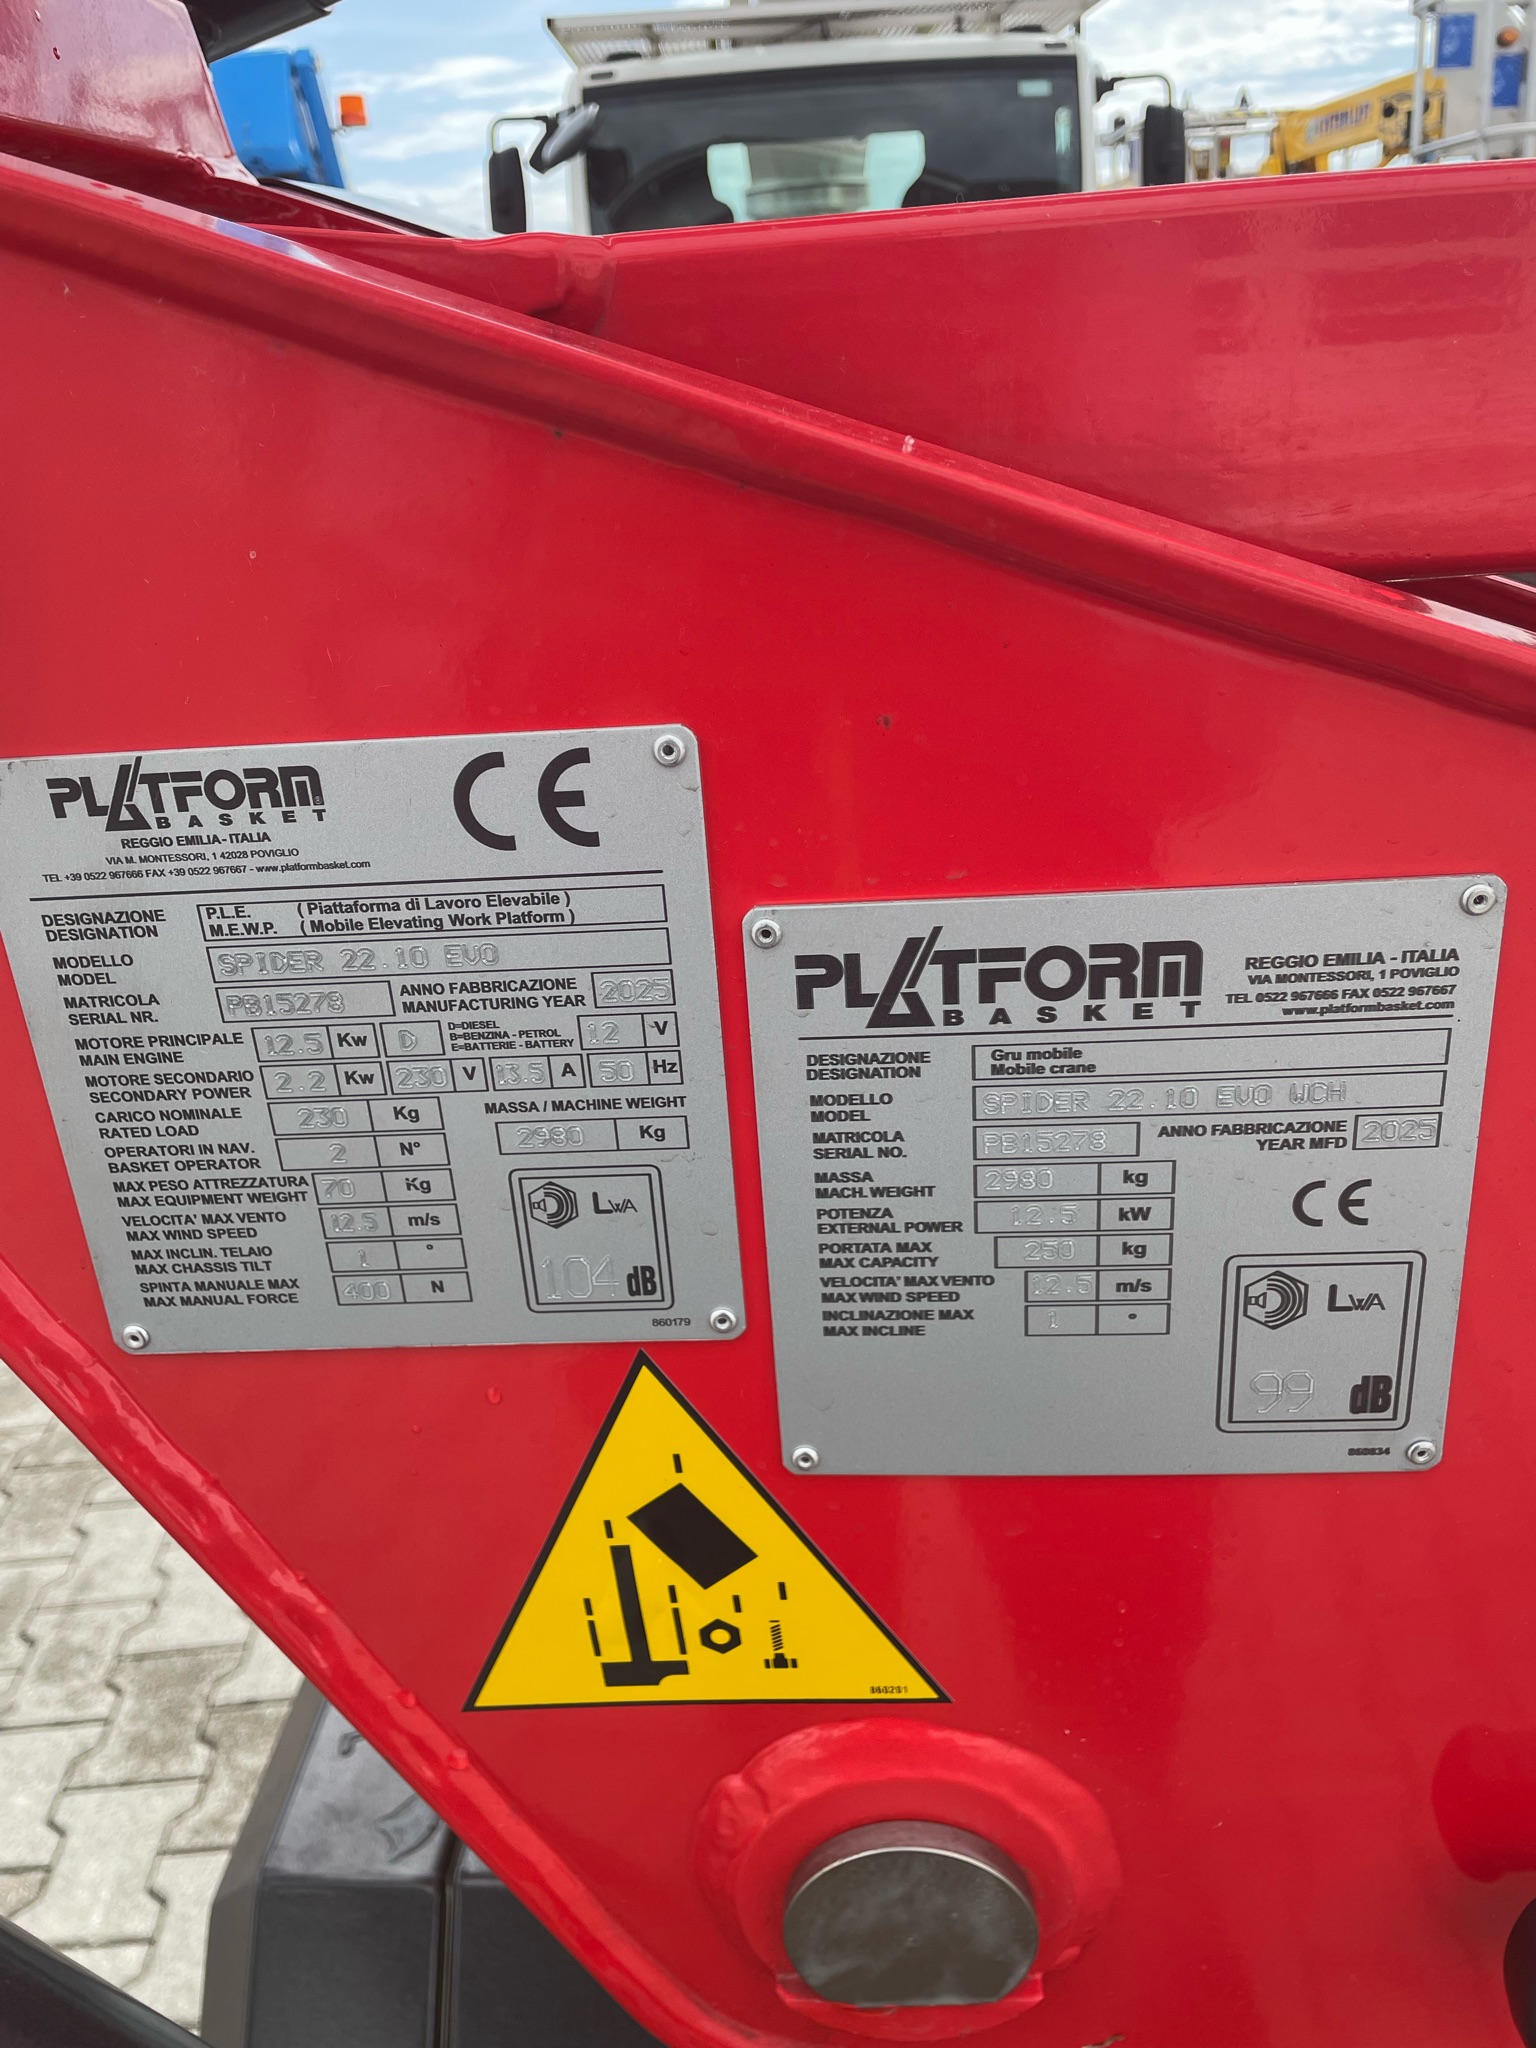 PLATFORM
BASKET
REGGIO EMILIA - ITALIA
VIA M. MONTESSORI, 1 42028 POVIGLIO
TEL +39 0522 967666 FAX +39 0522 967667 - www.platformbasket.com
CE
DESIGNAZIONE
DESIGNATION
P.L.E. ( Piattaforma di Lavoro Elevabile )
M.E.W.P. ( Mobile Elevating Work Platform )
MODELLO
MODEL
SPIDER 22.10 EVO
MATRICOLA
SERIAL NR.
PB15278
ANNO FABBRICAZIONE
MANUFACTURING YEAR
2025
MOTORE PRINCIPALE
MAIN ENGINE
12.5 Kw D
D=DIESEL
B=BENZINA - PETROL
E=BATTERIE - BATTERY
12 V
MOTORE SECONDARIO
SECONDARY POWER
2.2 Kw 230 V 13.5 A 50 Hz
CARICO NOMINALE
RATED LOAD
230 Kg
MASSA / MACHINE WEIGHT
2980 Kg
OPERATORI IN NAV.
BASKET OPERATOR
2 N°
MAX PESO ATTREZZATURA
MAX EQUIPMENT WEIGHT
70 Kg
VELOCITA' MAX VENTO
MAX WIND SPEED
12.5 m/s
MAX INCLIN. TELAIO
MAX CHASSIS TILT
1 °
SPINTA MANUALE MAX
MAX MANUAL FORCE
400 N
LWA
104 dB
860179
PLATFORM
BASKET
REGGIO EMILIA - ITALIA
VIA MONTESSORI, 1 POVIGLIO
TEL 0522 967666 FAX 0522 967667
www.platformbasket.com
DESIGNAZIONE
DESIGNATION
Gru mobile
Mobile crane
MODELLO
MODEL
SPIDER 22.10 EVO WCH
MATRICOLA
SERIAL NO.
PB15278
ANNO FABBRICAZIONE
YEAR MFD
2025
MASSA
MACH. WEIGHT
2980 kg
POTENZA
EXTERNAL POWER
12.5 kW
PORTATA MAX
MAX CAPACITY
250 kg
VELOCITA' MAX VENTO
MAX WIND SPEED
12.5 m/s
INCLINAZIONE MAX
MAX INCLINE
1 °
CE
LWA
99 dB
860634
860201